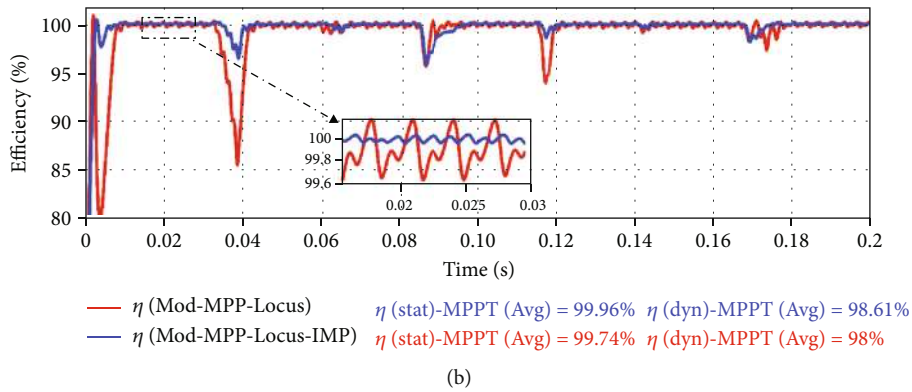 100
95
90
85
80
Efficiency (%)
100
99,8
99,6
0.02 0.025 0.03
0 0.02 0.04 0.06 0.08 0.10 0.12 0.14 0.16 0.18 0.2
Time (s)
η (Mod-MPP-Locus) η (stat)-MPPT (Avg) = 99.96% η (dyn)-MPPT (Avg) = 98.61%
η (Mod-MPP-Locus-IMP) η (stat)-MPPT (Avg) = 99.74% η (dyn)-MPPT (Avg) = 98%
(b)